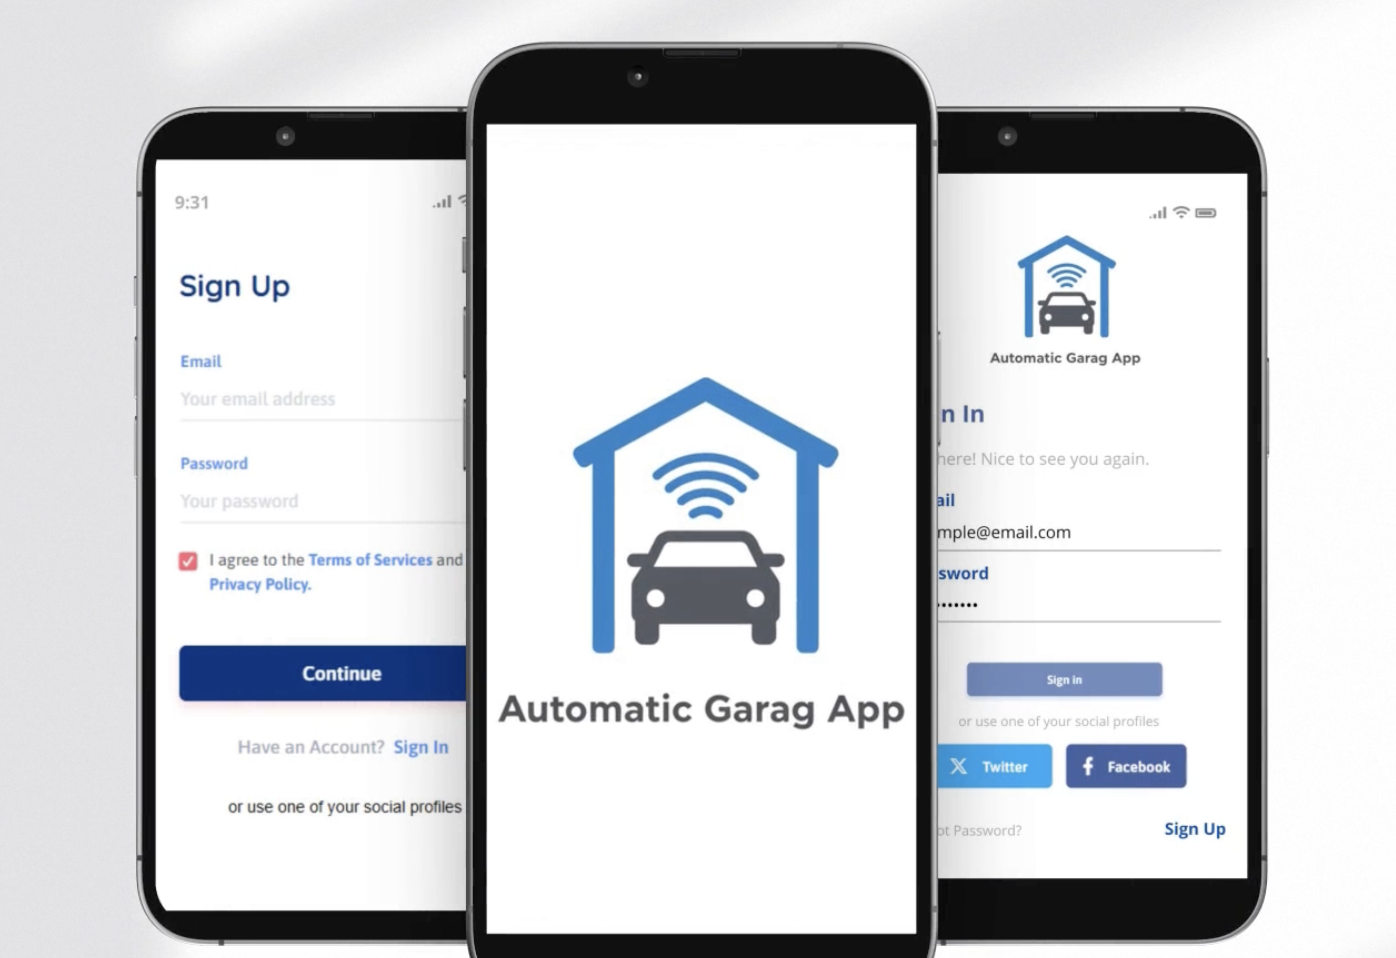 9:31
Sign Up
Email
Your email address
Password
Your password
I agree to the Terms of Services and
Privacy Policy.
Continue
Have an Account? Sign In
or use one of your social profiles
Automatic Garag App
Automatic Garag App
n In
here! Nice to see you again.
ail
mple@email.com
sword
•••••••
Sign in
or use one of your social profiles
Twitter
Facebook
ot Password?
Sign Up